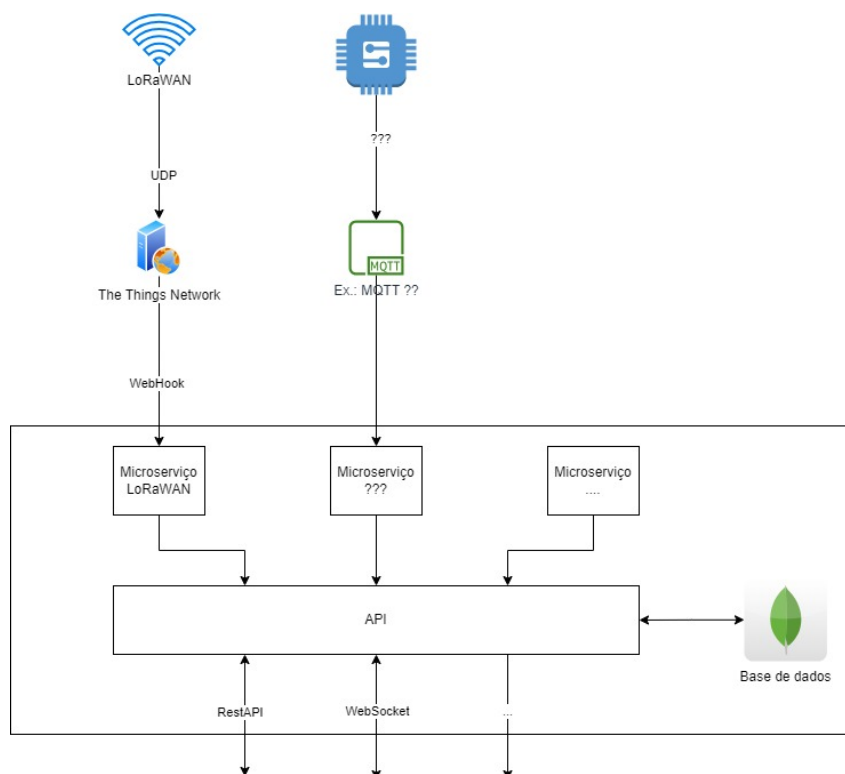 LoRaWAN
???
UDP
MQTT
The Things Network
Ex.: MQTT ??
WebHook
Microserviço
LoRaWAN
Microserviço
???
Microserviço
....
API
Base de dados
RestAPI
WebSocket
...